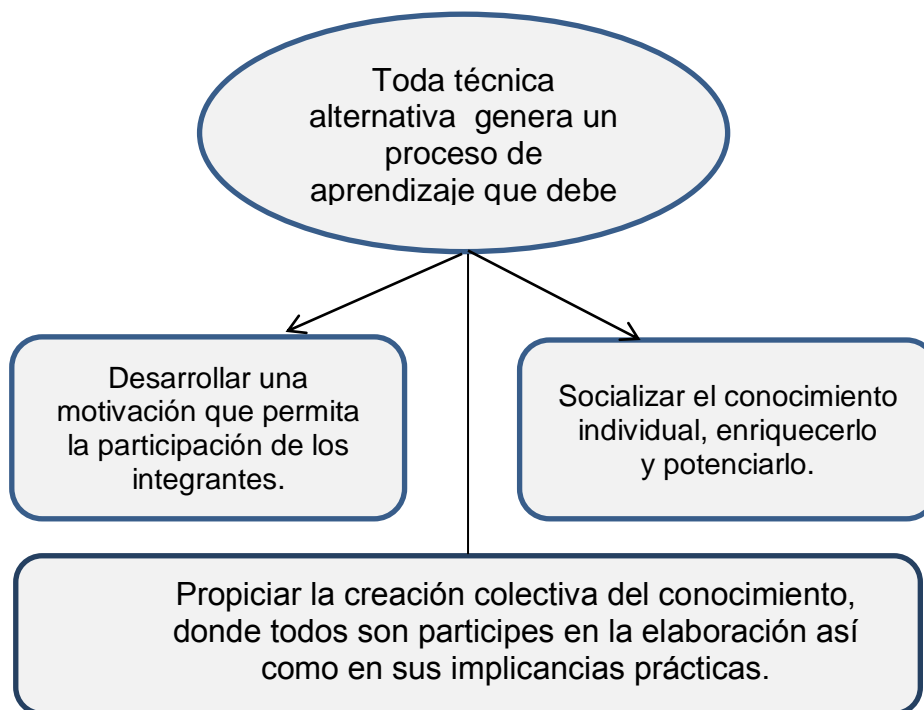 Toda técnica
alternativa genera un
proceso de
aprendizaje que debe
Desarrollar una
motivación que permita
la participación de los
integrantes.
Socializar el conocimiento
individual, enriquecerlo
y potenciarlo.
Propiciar la creación colectiva del conocimiento,
donde todos son participes en la elaboración así
como en sus implicancias prácticas.